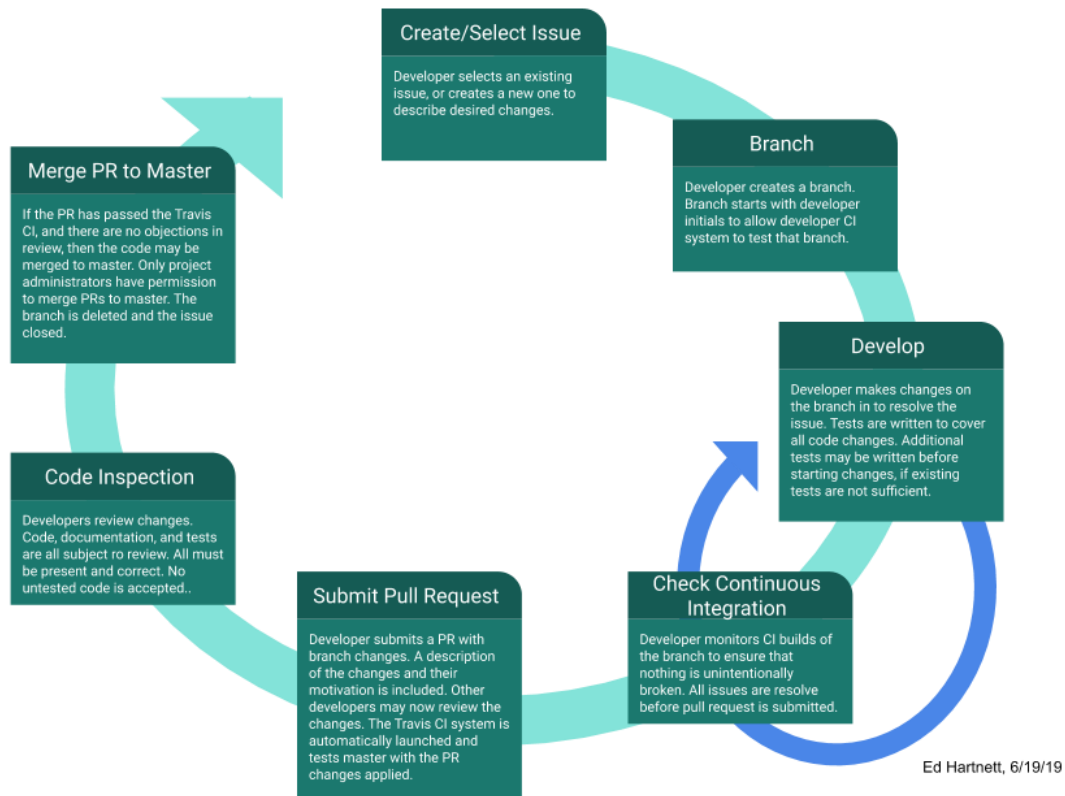 Create/Select Issue
Developer selects an existing
issue, or creates a new one to
describe desired changes.
Branch
Developer creates a branch.
Branch starts with developer
initials to allow developer CI
system to test that branch.
Develop
Developer makes changes on
the branch in to resolve the
issue. Tests are written to cover
all code changes. Additional
tests may be written before
starting changes, if existing
tests are not sufficient.
Check Continuous
Integration
Developer monitors CI builds of
the branch to ensure that
nothing is unintentionally
broken. All issues are resolve
before pull request is submitted.
Submit Pull Request
Developer submits a PR with
branch changes. A description
of the changes and their
motivation is included. Other
developers may now review the
changes. The Travis CI system is
automatically launched and
tests master with the PR
changes applied.
Code Inspection
Developers review changes.
Code, documentation, and tests
are all subject ro review. All must
be present and correct. No
untested code is accepted..
Merge PR to Master
If the PR has passed the Travis
CI, and there are no objections in
review, then the code may be
merged to master. Only project
administrators have permission
to merge PRs to master. The
branch is deleted and the issue
closed.
Ed Hartnett, 6/19/19